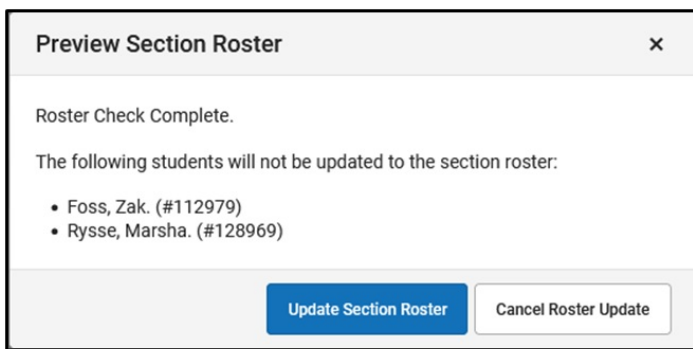 Preview Section Roster ×
Roster Check Complete.
The following students will not be updated to the section roster:
• Foss, Zak. (#112979)
• Rysse, Marsha. (#128969)
Update Section Roster Cancel Roster Update